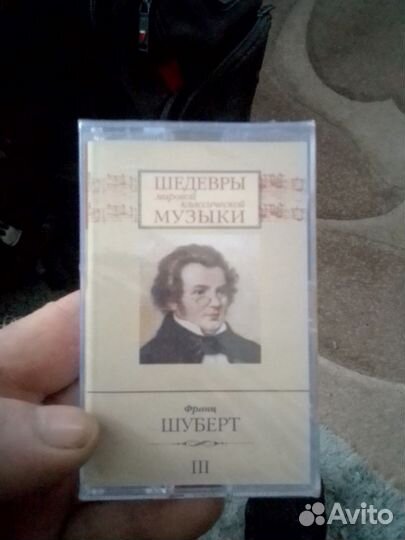 ШЕДЕВРЫ
мировой
классической
МУЗЫКИ
Франц
ШУБЕРТ
III
Avito